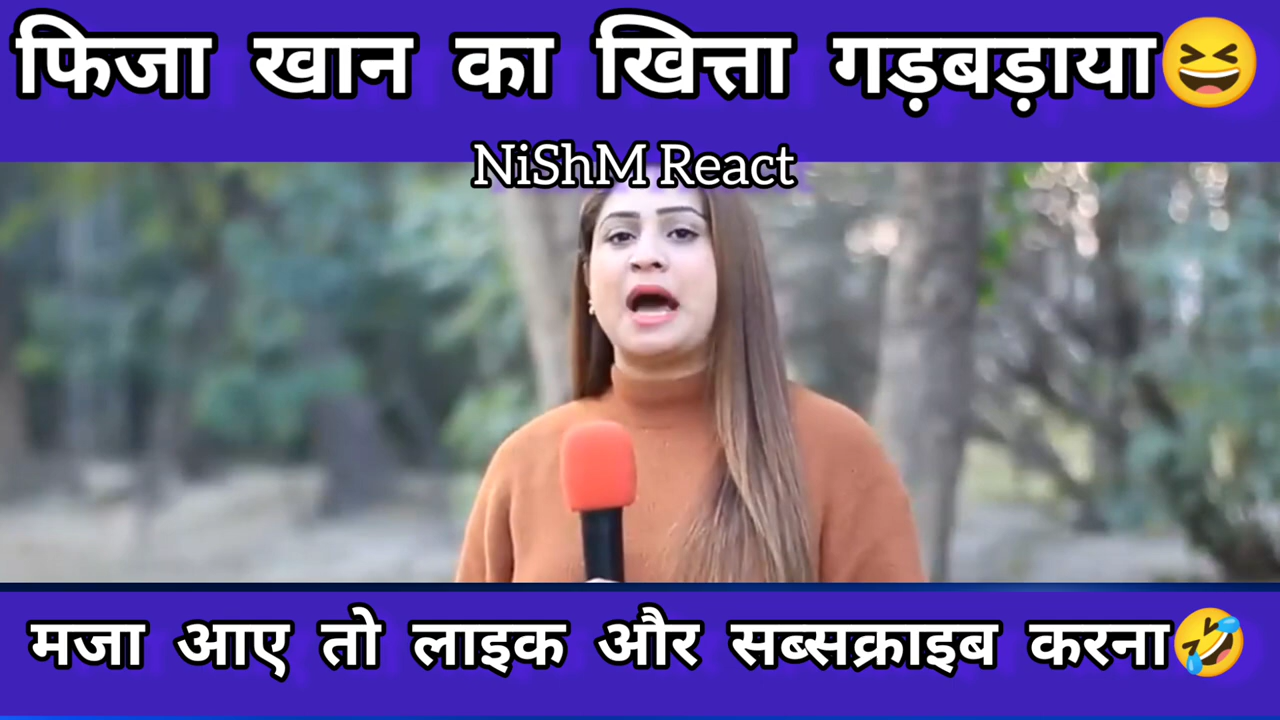 फिजा खान का खित्ता गड़बड़ाया😆
NiShM React
मजा आए तो लाइक और सब्सक्राइब करना🤣